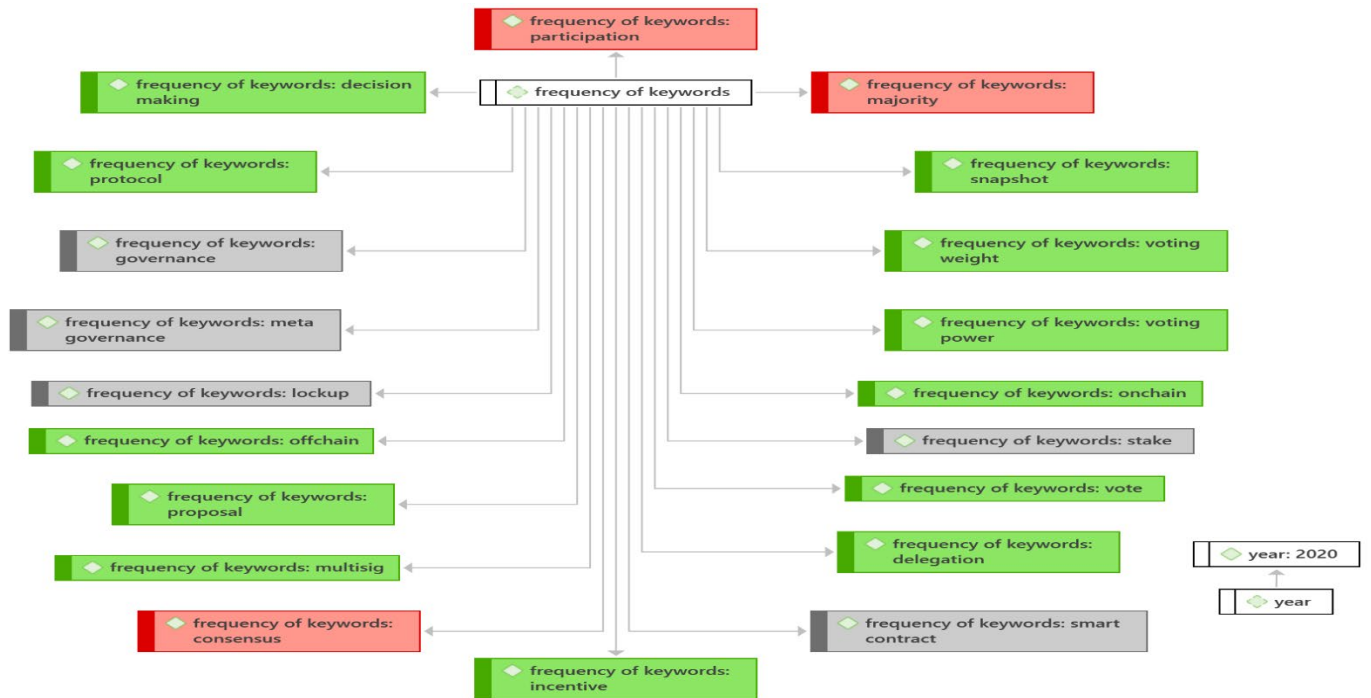 frequency of keywords:
participation
frequency of keywords: decision
making
frequency of keywords
frequency of keywords:
majority
frequency of keywords:
protocol
frequency of keywords:
snapshot
frequency of keywords:
governance
frequency of keywords: voting
weight
frequency of keywords: meta
governance
frequency of keywords: voting
power
frequency of keywords: lockup
frequency of keywords: onchain
frequency of keywords: offchain
frequency of keywords: stake
frequency of keywords:
proposal
frequency of keywords: vote
frequency of keywords: multisig
frequency of keywords:
delegation
year: 2020
year
frequency of keywords:
consensus
frequency of keywords: smart
contract
frequency of keywords:
incentive